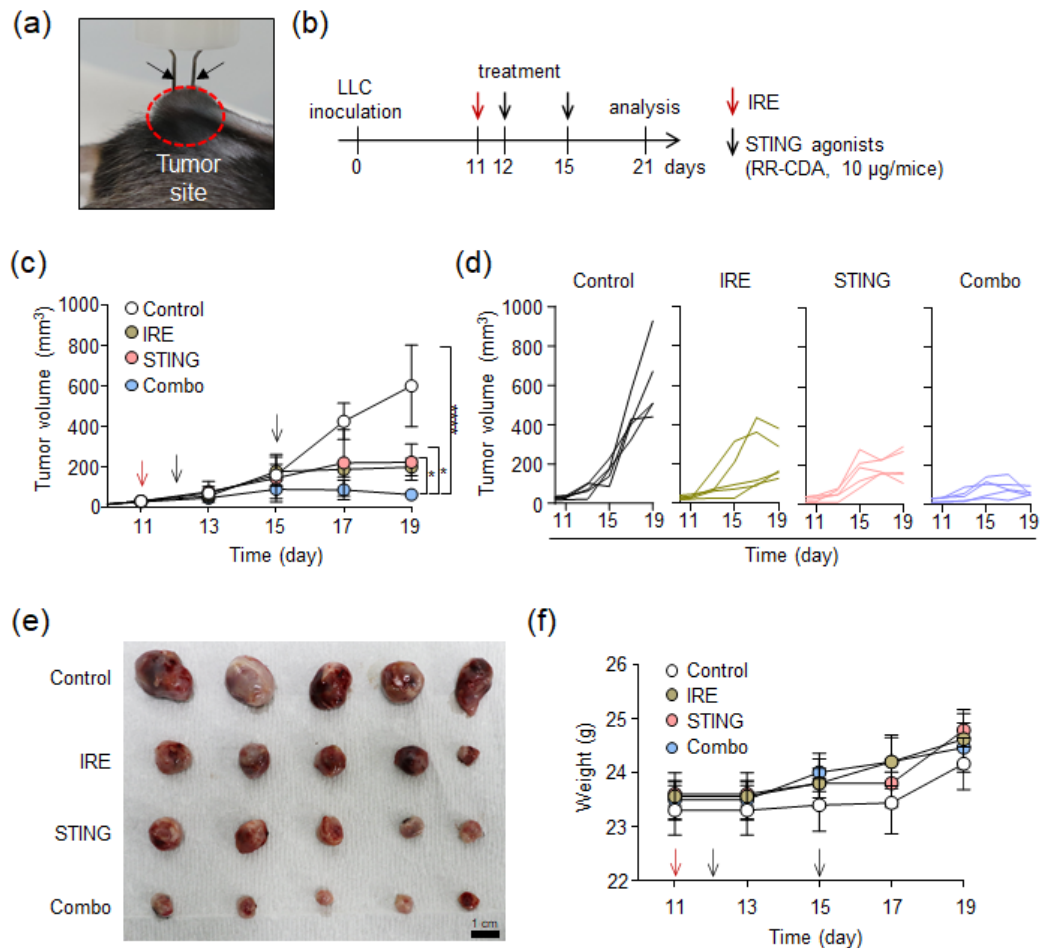 (a)
Tumor
site
(b)
LLC
inoculation
treatment
analysis
0
11
12
15
21
days
IRE
STING agonists
(RR-CDA, 10 µg/mice)
(c)
Tumor volume (mm³)
1000
800
600
400
200
0
Control
IRE
STING
Combo
****
*
*
11
13
15
17
19
Time (day)
(d)
Control
IRE
STING
Combo
Tumor volume (mm³)
1000
800
600
400
200
0
11
15
19
11
15
19
11
15
19
11
15
19
Time (day)
(e)
Control
IRE
STING
Combo
1 cm
(f)
Weight (g)
26
25
24
23
22
Control
IRE
STING
Combo
11
13
15
17
19
Time (day)